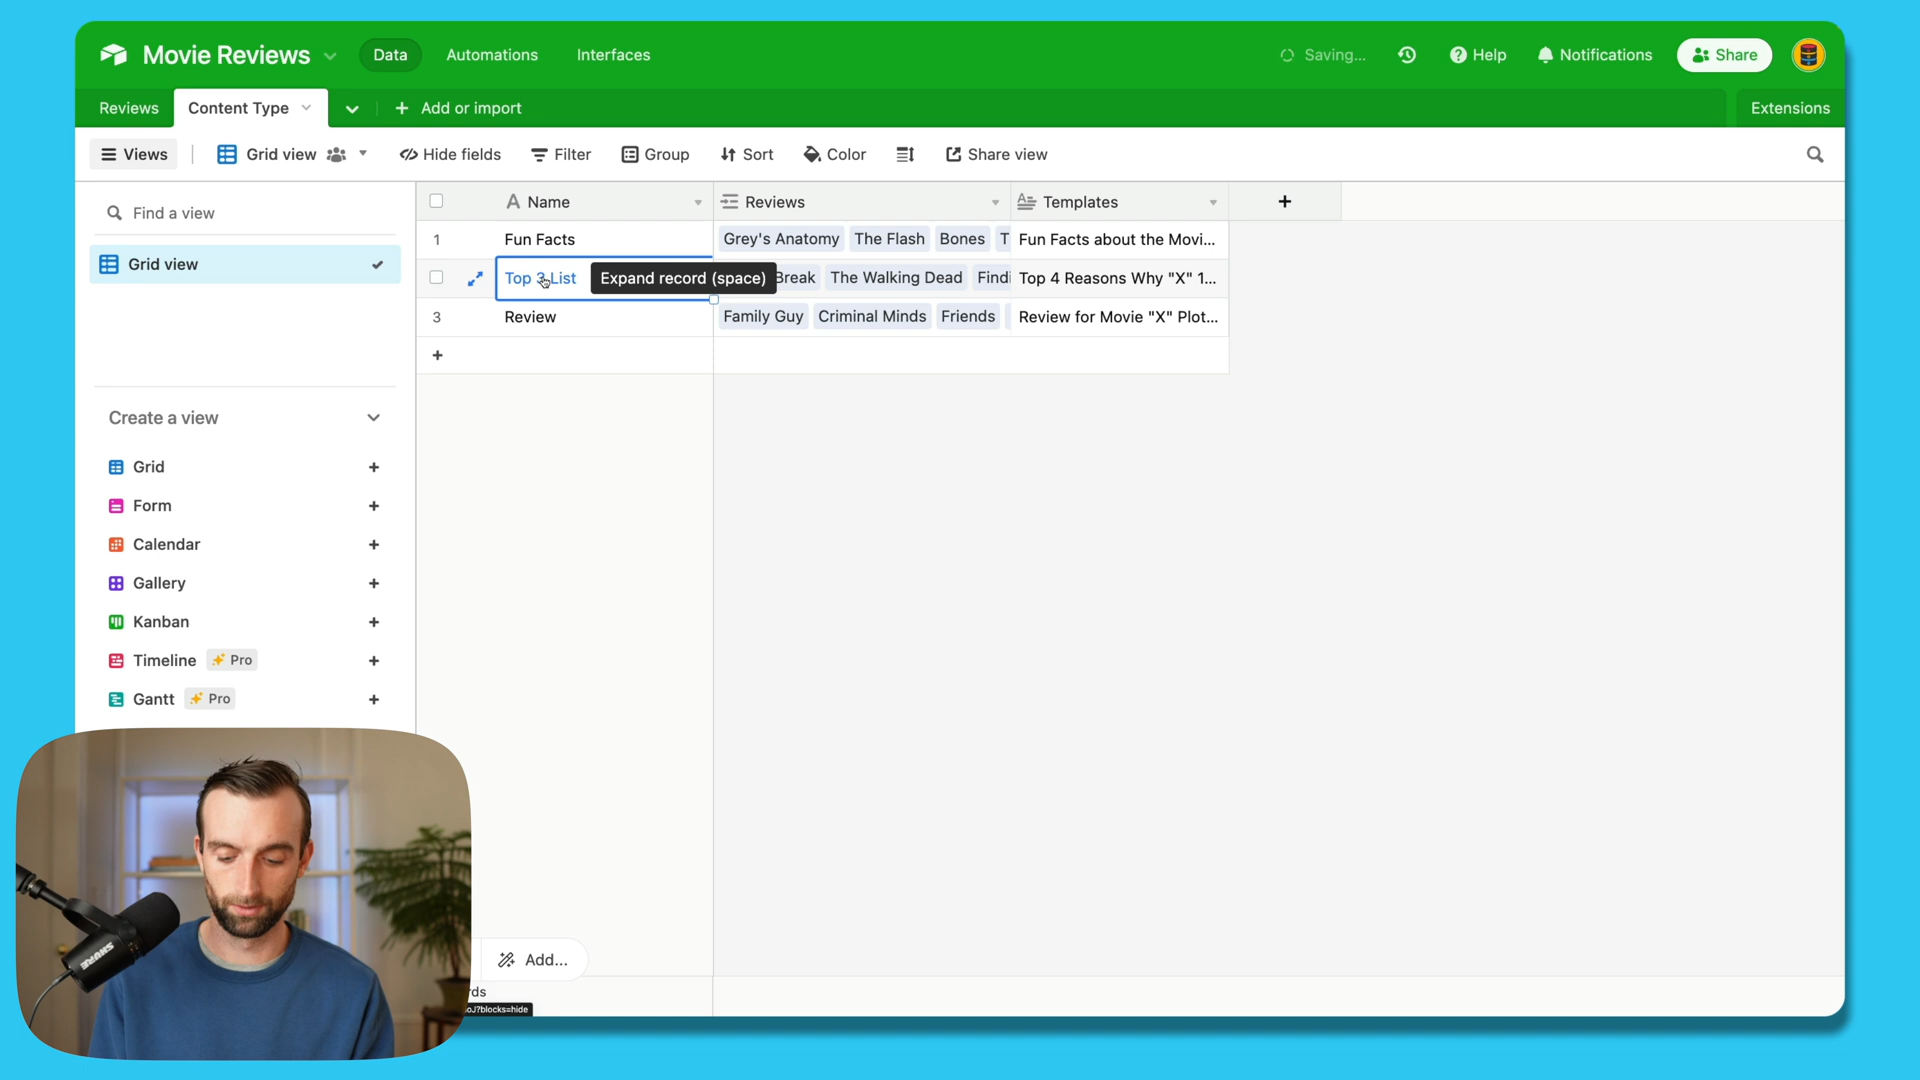 Movie Reviews
Data
Automations
Interfaces
Saving...
Help
Notifications
Share
Reviews
Content Type
Add or import
Extensions
Views
Grid view
Hide fields
Filter
Group
Sort
Color
Share view
Find a view
Grid view
Name
Reviews
Templates
1
Fun Facts
Grey's Anatomy
The Flash
Bones
T
Fun Facts about the Movi...
Top 3 List
Expand record (space)
Break
The Walking Dead
Findi
Top 4 Reasons Why "X" 1...
3
Review
Family Guy
Criminal Minds
Friends
Review for Movie "X" Plot...
Create a view
Grid
Form
Calendar
Gallery
Kanban
Timeline
Pro
Gantt
Pro
Add...
rds
oJ?blocks=hide
SHURE